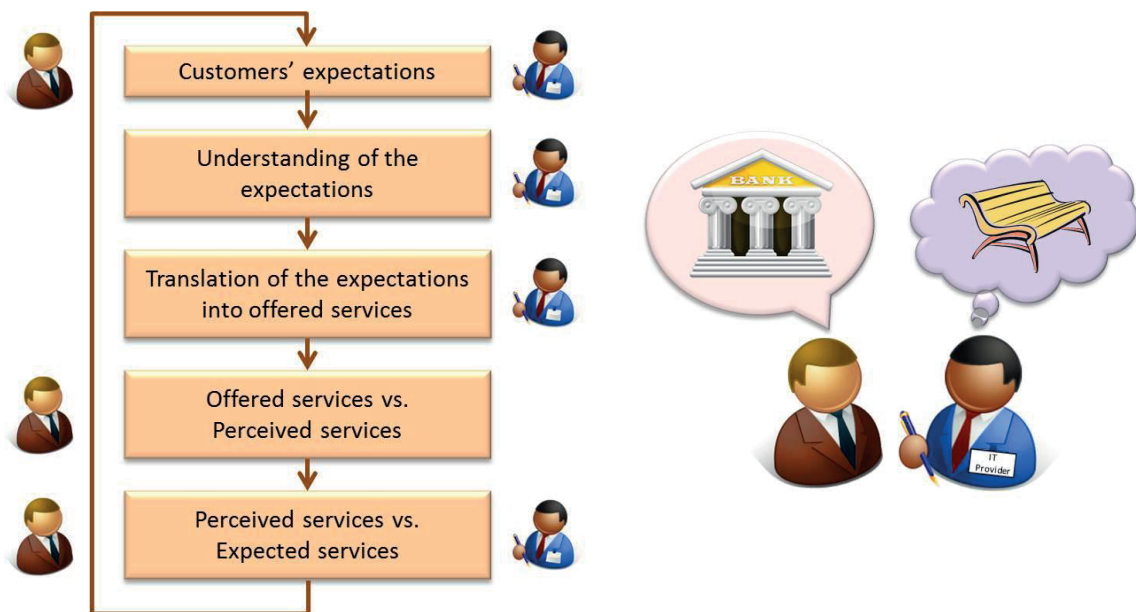 Customers’ expectations
Understanding of the
expectations
Translation of the expectations
into offered services
Offered services vs.
Perceived services
Perceived services vs.
Expected services
BANK
IT
Provider